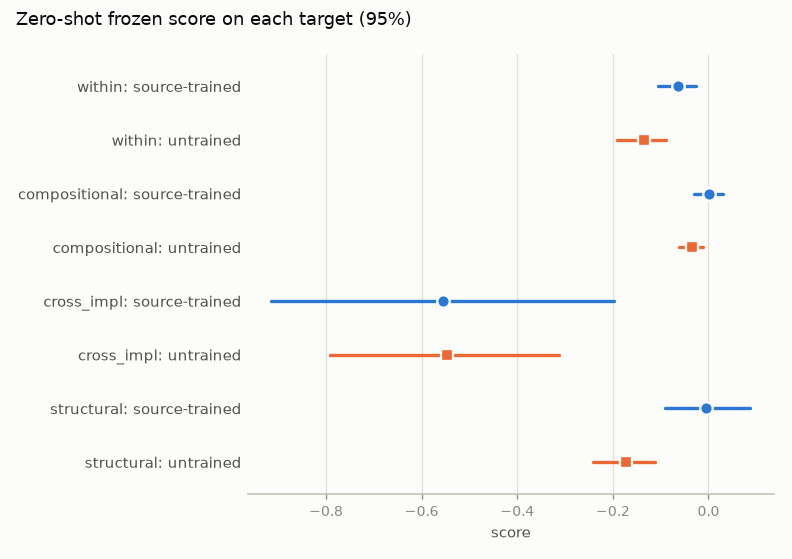 Zero-shot frozen score on each target (95%)
within: source-trained
within: untrained
compositional: source-trained
compositional: untrained
cross_impl: source-trained
cross_impl: untrained
structural: source-trained
structural: untrained
−0.8 −0.6 −0.4 −0.2 0.0
score